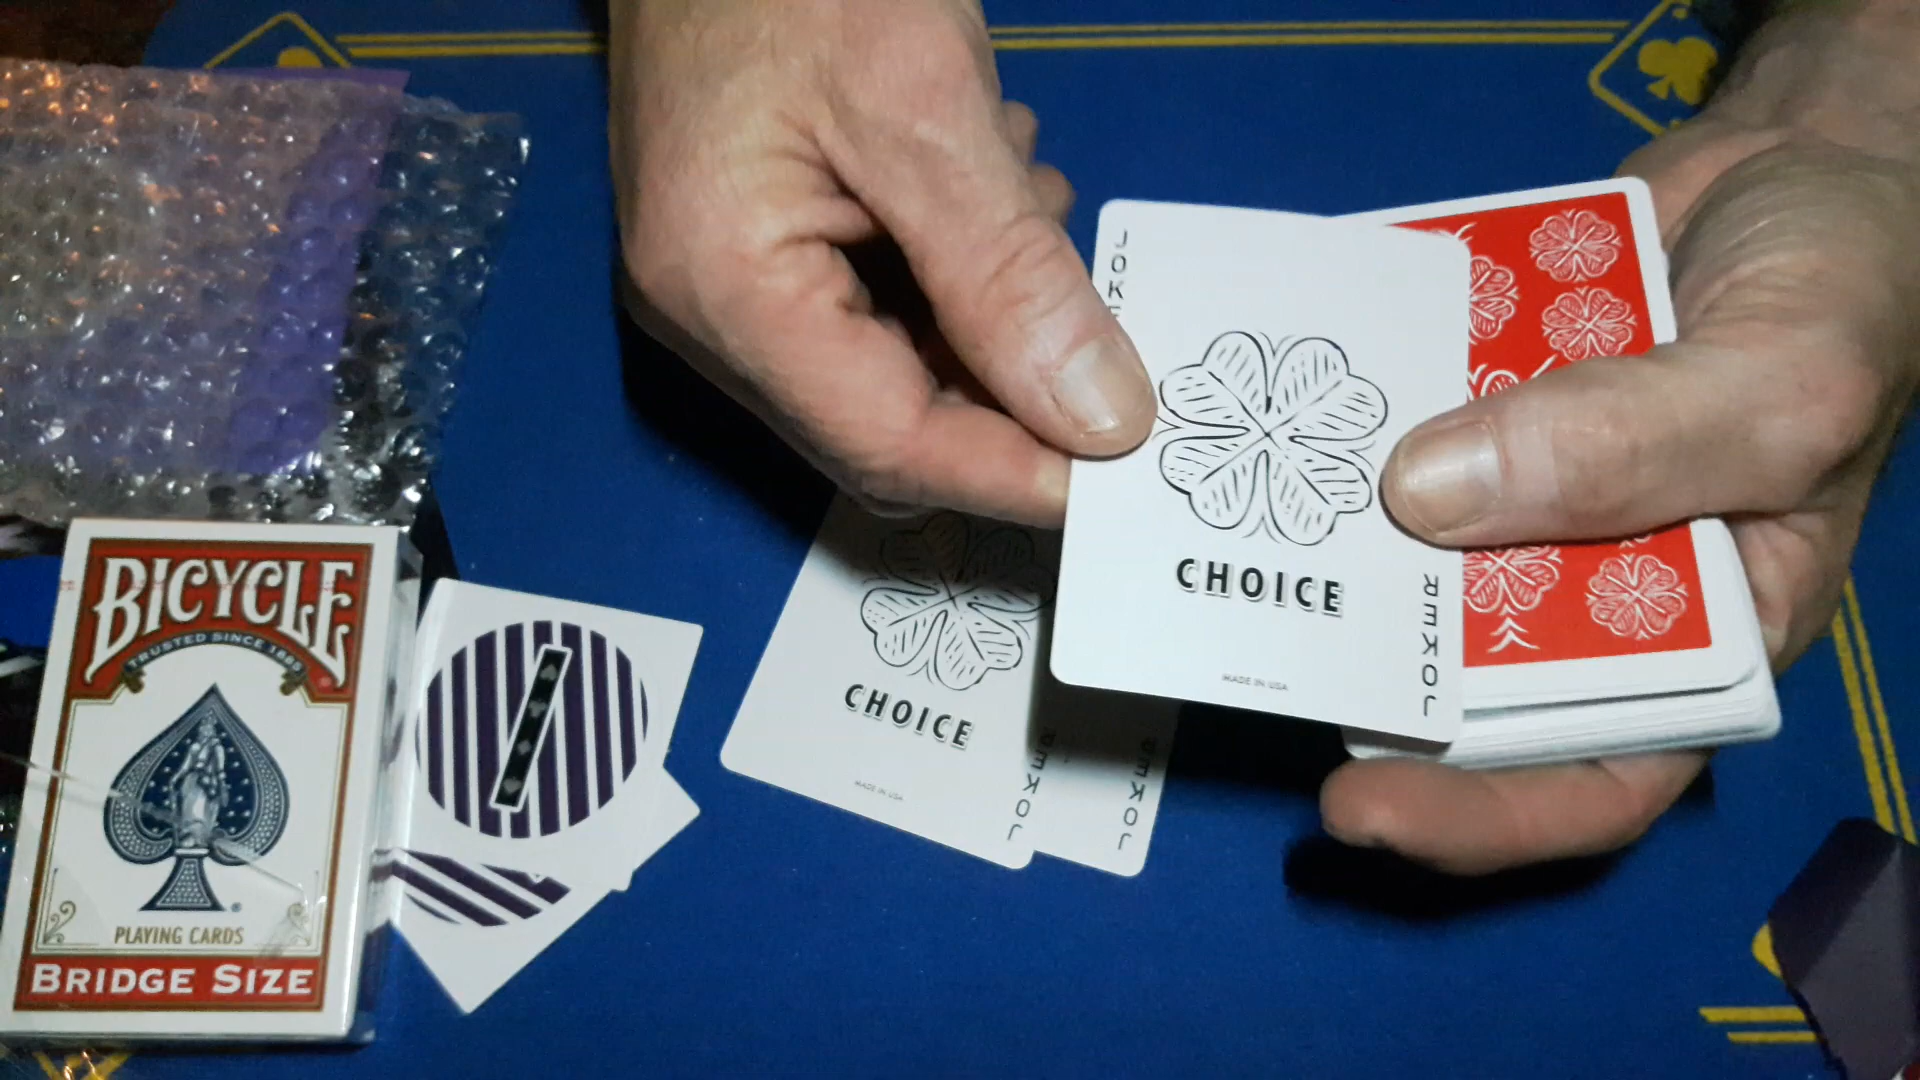 BICYCLE
TRUSTED SINCE 1885
®
PLAYING CARDS
BRIDGE SIZE
JOK
CHOICE
MADE IN USA
JOKER
CHOICE
MADE IN USA
JOKER
JOKER